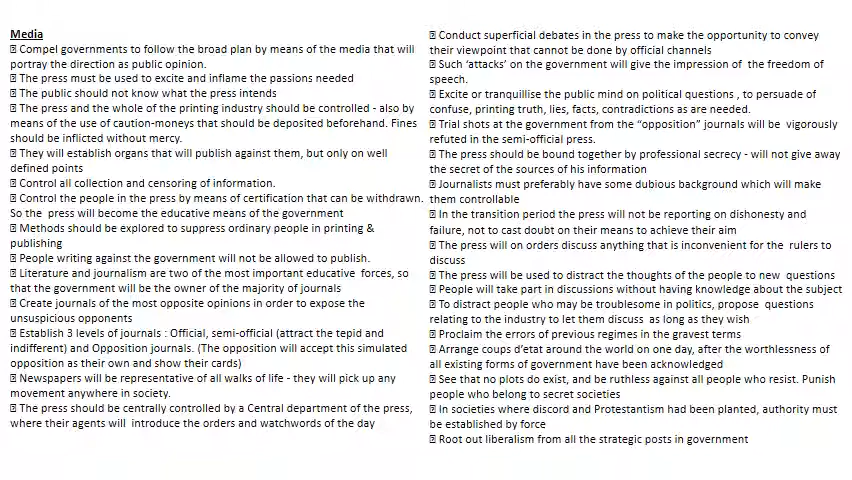 Media
⍰ Compel governments to follow the broad plan by means of the media that will
portray the direction as public opinion.
⍰ The press must be used to excite and inflame the passions needed
⍰ The public should not know what the press intends
⍰ The press and the whole of the printing industry should be controlled - also by
means of the use of caution-moneys that should be deposited beforehand. Fines
should be inflicted without mercy.
⍰ They will establish organs that will publish against them, but only on well
defined points
⍰ Control all collection and censoring of information.
⍰ Control the people in the press by means of certification that can be withdrawn.
So the press will become the educative means of the government
⍰ Methods should be explored to suppress ordinary people in printing &
publishing
⍰ People writing against the government will not be allowed to publish.
⍰ Literature and journalism are two of the most important educative forces, so
that the government will be the owner of the majority of journals
⍰ Create journals of the most opposite opinions in order to expose the
unsuspicious opponents
⍰ Establish 3 levels of journals : Official, semi-official (attract the tepid and
indifferent) and Opposition journals. (The opposition will accept this simulated
opposition as their own and show their cards)
⍰ Newspapers will be representative of all walks of life - they will pick up any
movement anywhere in society.
⍰ The press should be centrally controlled by a Central department of the press,
where their agents will introduce the orders and watchwords of the day
⍰ Conduct superficial debates in the press to make the opportunity to convey
their viewpoint that cannot be done by official channels
⍰ Such ‘attacks’ on the government will give the impression of the freedom of
speech.
⍰ Excite or tranquillise the public mind on political questions , to persuade of
confuse, printing truth, lies, facts, contradictions as are needed.
⍰ Trial shots at the government from the “opposition” journals will be vigorously
refuted in the semi-official press.
⍰ The press should be bound together by professional secrecy - will not give away
the secret of the sources of his information
⍰ Journalists must preferably have some dubious background which will make
them controllable
⍰ In the transition period the press will not be reporting on dishonesty and
failure, not to cast doubt on their means to achieve their aim
⍰ The press will on orders discuss anything that is inconvenient for the rulers to
discuss
⍰ The press will be used to distract the thoughts of the people to new questions
⍰ People will take part in discussions without having knowledge about the subject
⍰ To distract people who may be troublesome in politics, propose questions
relating to the industry to let them discuss as long as they wish
⍰ Proclaim the errors of previous regimes in the gravest terms
⍰ Arrange coups d’etat around the world on one day, after the worthlessness of
all existing forms of government have been acknowledged
⍰ See that no plots do exist, and be ruthless against all people who resist. Punish
people who belong to secret societies
⍰ In societies where discord and Protestantism had been planted, authority must
be established by force
⍰ Root out liberalism from all the strategic posts in government